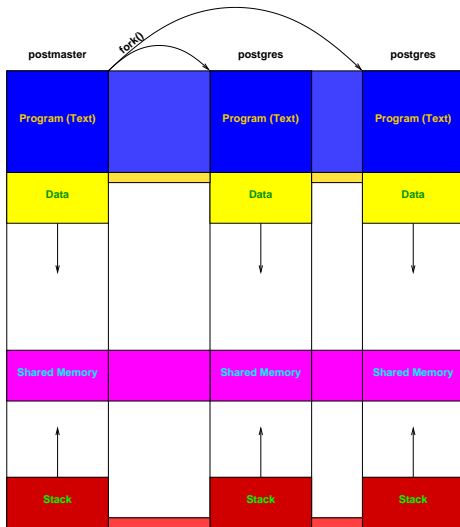 fork()
postmaster postgres postgres
Program (Text) Program (Text) Program (Text)
Data Data Data
Shared Memory Shared Memory Shared Memory
Stack Stack Stack